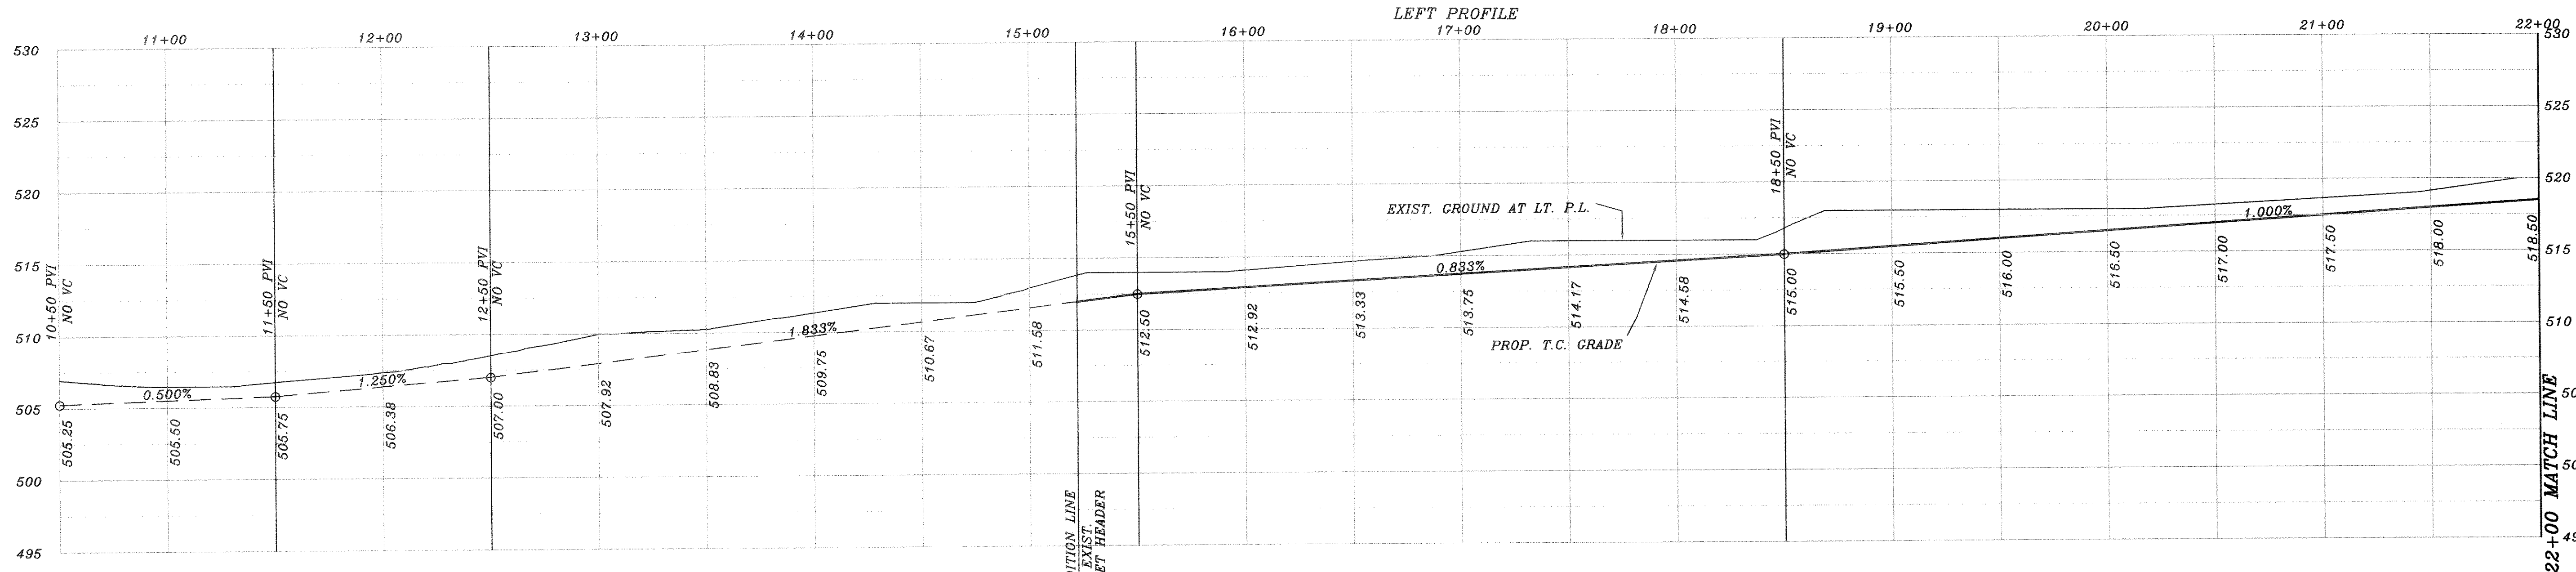 LEFT PROFILE
11+00 12+00 13+00 14+00 15+00 16+00 17+00 18+00 19+00 20+00 21+00 22+00
530 530
525 525
520 520
515 515
510 510
505
500
495
10+50 PVI
NO VC
11+50 PVI
NO VC
12+50 PVI
NO VC
15+50 PVI
NO VC
18+50 PVI
NO VC
EXIST. GROUND AT LT. P.L.
PROP. T.C. GRADE
0.500%
1.250%
1.833%
0.833%
1.000%
505.25
505.50
505.75
506.38
507.00
507.92
508.83
509.75
510.67
511.58
512.50
512.92
513.33
513.75
514.17
514.58
515.00
515.50
516.00
516.50
517.00
517.50
518.00
518.50
DITION LINE
EXIST.
ET HEADER
22+00 MATCH LINE